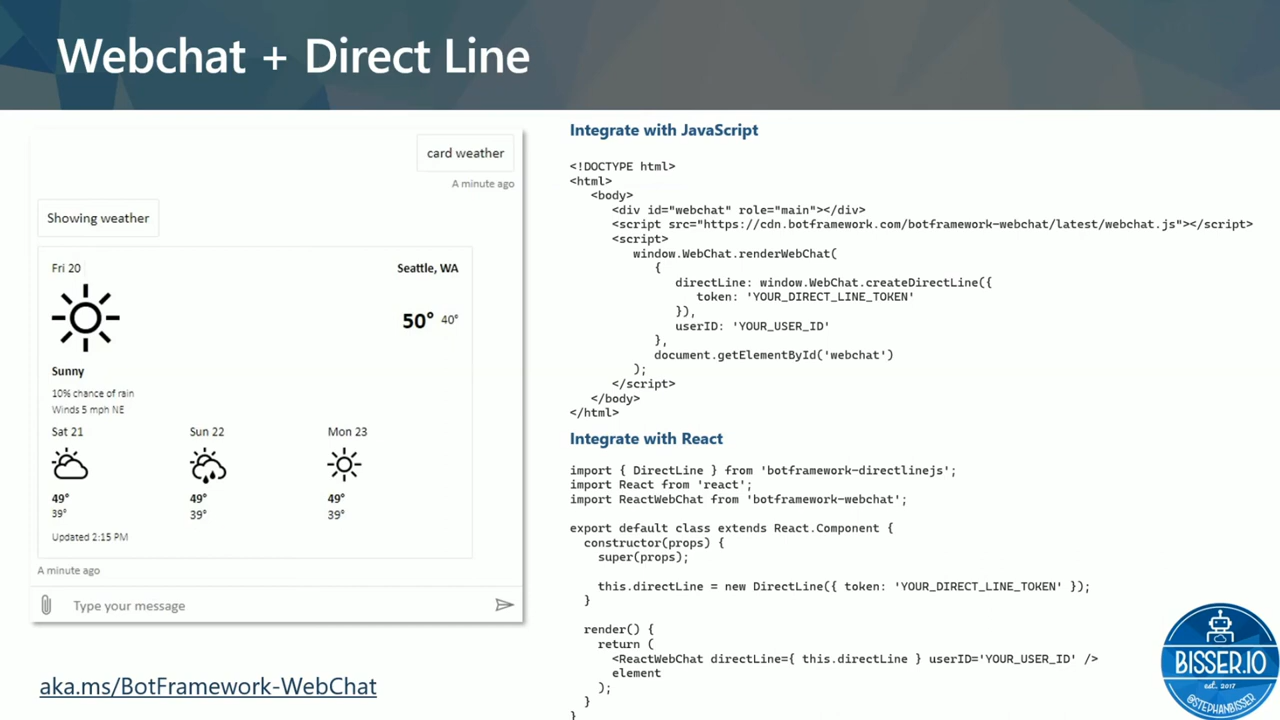 Webchat + Direct Line
card weather
A minute ago
Showing weather
Fri 20
Seattle, WA
50° 40°
Sunny
10% chance of rain
Winds 5 mph NE
Sat 21 Sun 22 Mon 23
49° 49° 49°
39° 39° 39°
Updated 2:15 PM
A minute ago
Type your message
aka.ms/BotFramework-WebChat
Integrate with JavaScript
<!DOCTYPE html>
<html>
<body>
<div id="webchat" role="main"></div>
<script src="https://cdn.botframework.com/botframework-webchat/latest/webchat.js"></script>
<script>
window.WebChat.renderWebChat(
{
directLine: window.WebChat.createDirectLine({
token: 'YOUR_DIRECT_LINE_TOKEN'
}),
userID: 'YOUR_USER_ID'
},
document.getElementById('webchat')
);
</script>
</body>
</html>
Integrate with React
import { DirectLine } from 'botframework-directlinejs';
import React from 'react';
import ReactWebChat from 'botframework-webchat';
export default class extends React.Component {
constructor(props) {
super(props);
this.directLine = new DirectLine({ token: 'YOUR_DIRECT_LINE_TOKEN' });
}
render() {
return (
<ReactWebChat directLine={ this.directLine } userID='YOUR_USER_ID' />
element
);
}
}
BISSER.IO
est. 2017
@STEPHANBISSER